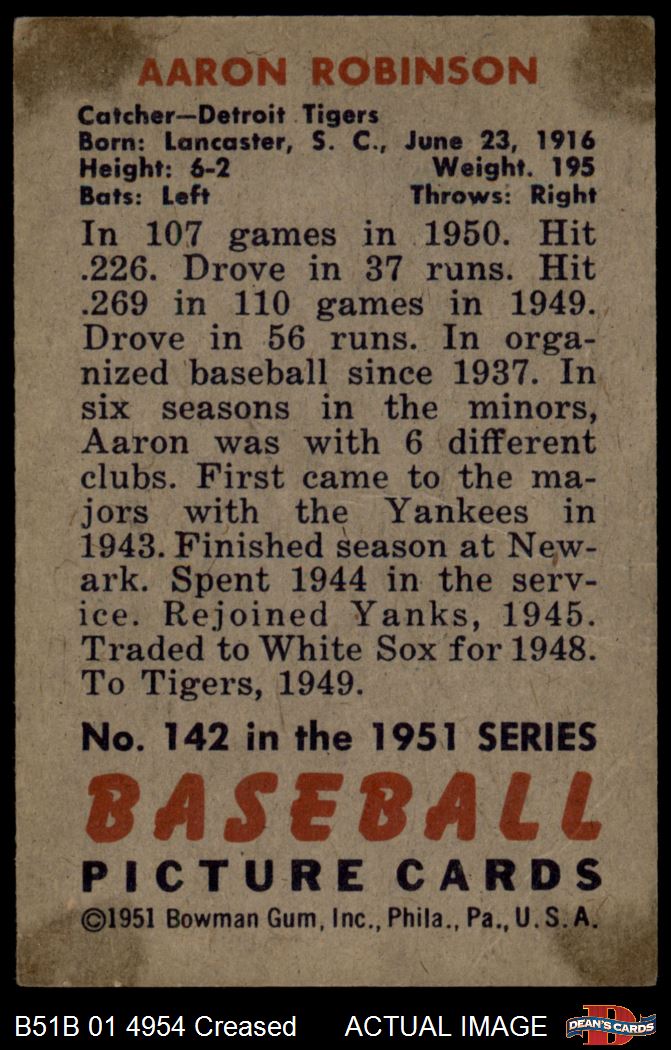 AARON ROBINSON
Catcher—Detroit Tigers
Born: Lancaster, S. C., June 23, 1916
Height: 6-2 Weight. 195
Bats: Left Throws: Right
In 107 games in 1950. Hit
.226. Drove in 37 runs. Hit
.269 in 110 games in 1949.
Drove in 56 runs. In orga-
nized baseball since 1937. In
six seasons in the minors,
Aaron was with 6 different
clubs. First came to the ma-
jors with the Yankees in
1943. Finished season at New-
ark. Spent 1944 in the serv-
ice. Rejoined Yanks, 1945.
Traded to White Sox for 1948.
To Tigers, 1949.
No. 142 in the 1951 SERIES
BASEBALL
PICTURE CARDS
©1951 Bowman Gum, Inc., Phila., Pa., U.S.A.
B51B 01 4954 Creased ACTUAL IMAGE
D
DEAN'S CARDS